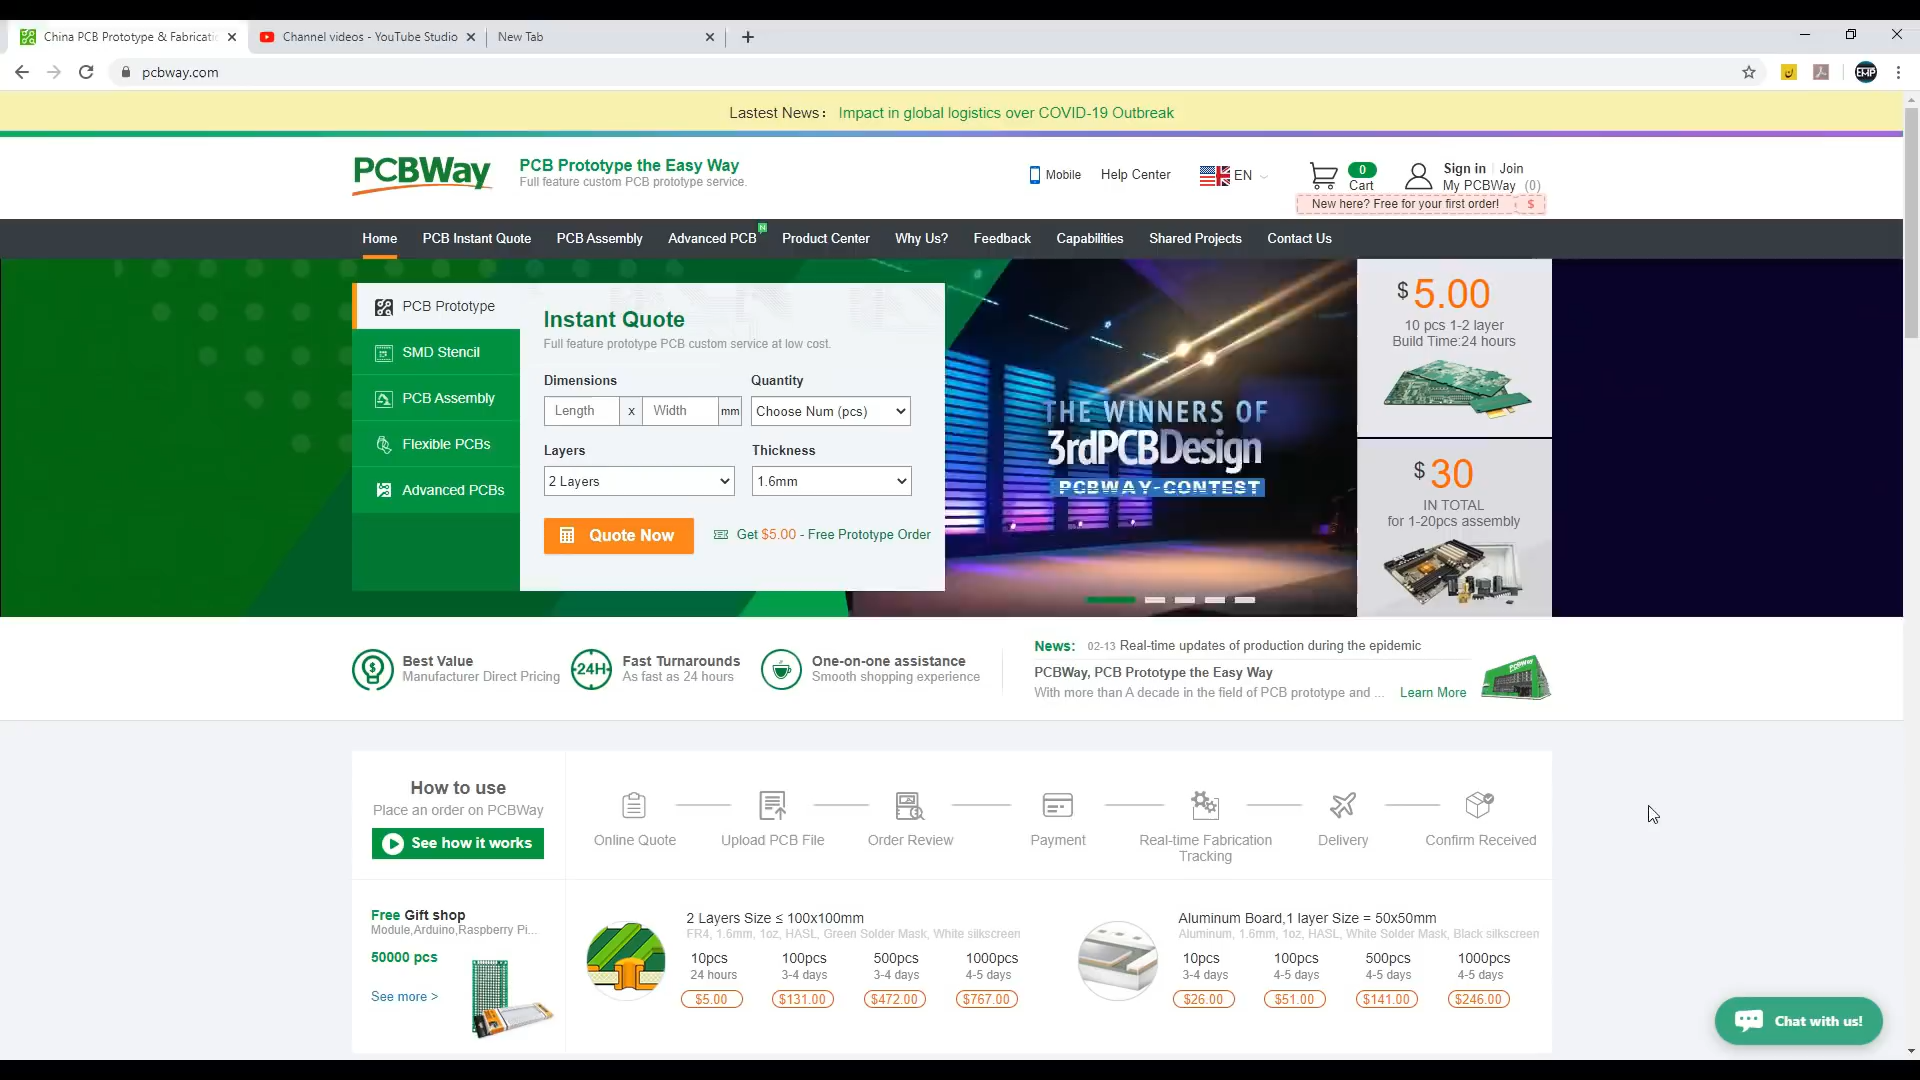 China PCB Prototype & Fabricatio
Channel videos - YouTube Studio
New Tab
pcbway.com
EMP
Lastest News： Impact in global logistics over COVID-19 Outbreak
PCBWay
PCB Prototype the Easy Way
Full feature custom PCB prototype service.
Mobile
Help Center
EN
0
Cart
Sign in
Join
My PCBWay (0)
New here? Free for your first order! $
Home
PCB Instant Quote
PCB Assembly
Advanced PCB
N
Product Center
Why Us?
Feedback
Capabilities
Shared Projects
Contact Us
PCB Prototype
SMD Stencil
PCB Assembly
Flexible PCBs
Advanced PCBs
Instant Quote
Full feature prototype PCB custom service at low cost.
Dimensions
Quantity
Length x Width mm
Choose Num (pcs)
Layers
Thickness
2 Layers
1.6mm
Quote Now
Get $5.00 - Free Prototype Order
THE WINNERS OF
3rdPCBDesign
PCBWAY-CONTEST
$ 5.00
10 pcs 1-2 layer
Build Time:24 hours
$ 30
IN TOTAL
for 1-20pcs assembly
Best Value
Manufacturer Direct Pricing
24H
Fast Turnarounds
As fast as 24 hours
One-on-one assistance
Smooth shopping experience
News: 02-13 Real-time updates of production during the epidemic
PCBWay, PCB Prototype the Easy Way
With more than A decade in the field of PCB prototype and ... Learn More
PCBWay
How to use
Place an order on PCBWay
See how it works
Online Quote
Upload PCB File
Order Review
Payment
Real-time Fabrication
Tracking
Delivery
Confirm Received
Free Gift shop
Module,Arduino,Raspberry Pi...
50000 pcs
See more >
2 Layers Size ≤ 100x100mm
FR4, 1.6mm, 1oz, HASL, Green Solder Mask, White silkscreen
10pcs 100pcs 500pcs 1000pcs
24 hours 3-4 days 3-4 days 4-5 days
$5.00 $131.00 $472.00 $767.00
Aluminum Board,1 layer Size = 50x50mm
Aluminum, 1.6mm, 1oz, HASL, White Solder Mask, Black silkscreen
10pcs 100pcs 500pcs 1000pcs
3-4 days 4-5 days 4-5 days 4-5 days
$26.00 $51.00 $141.00 $246.00
Chat with us!